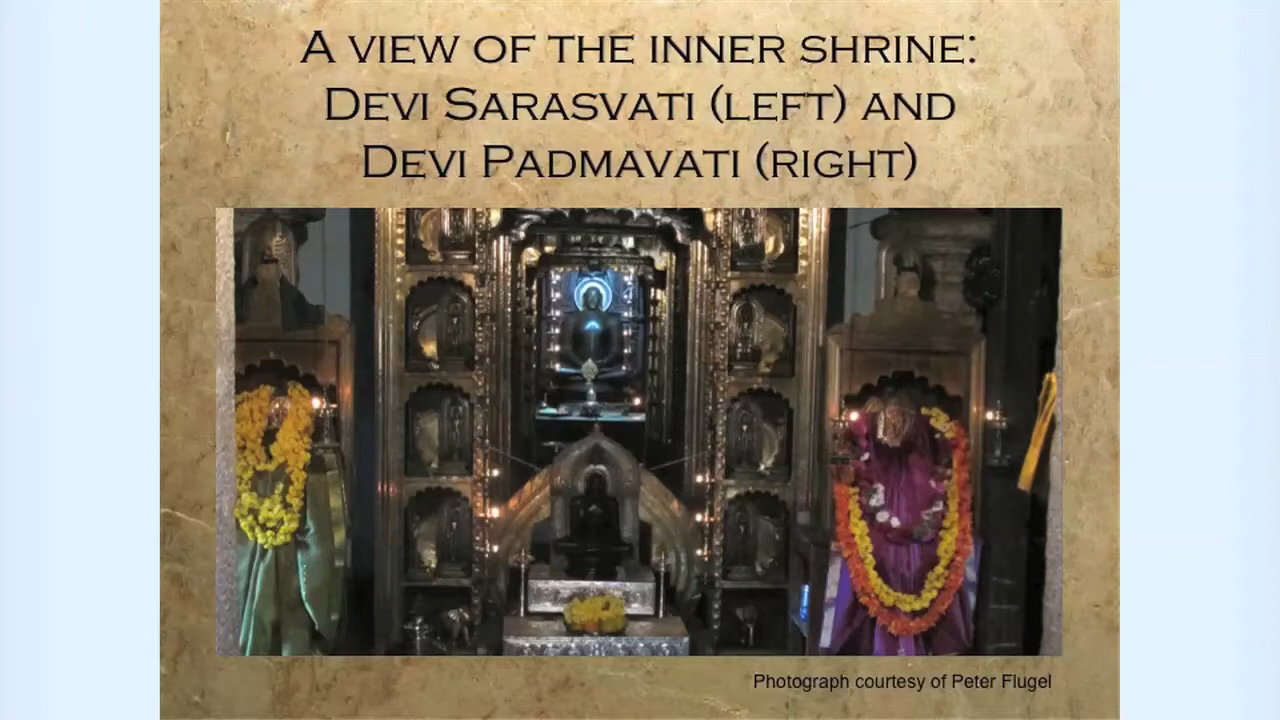 A VIEW OF THE INNER SHRINE:
DEVI SARASVATI (LEFT) AND
DEVI PADMAVATI (RIGHT)
Photograph courtesy of Peter Flugel